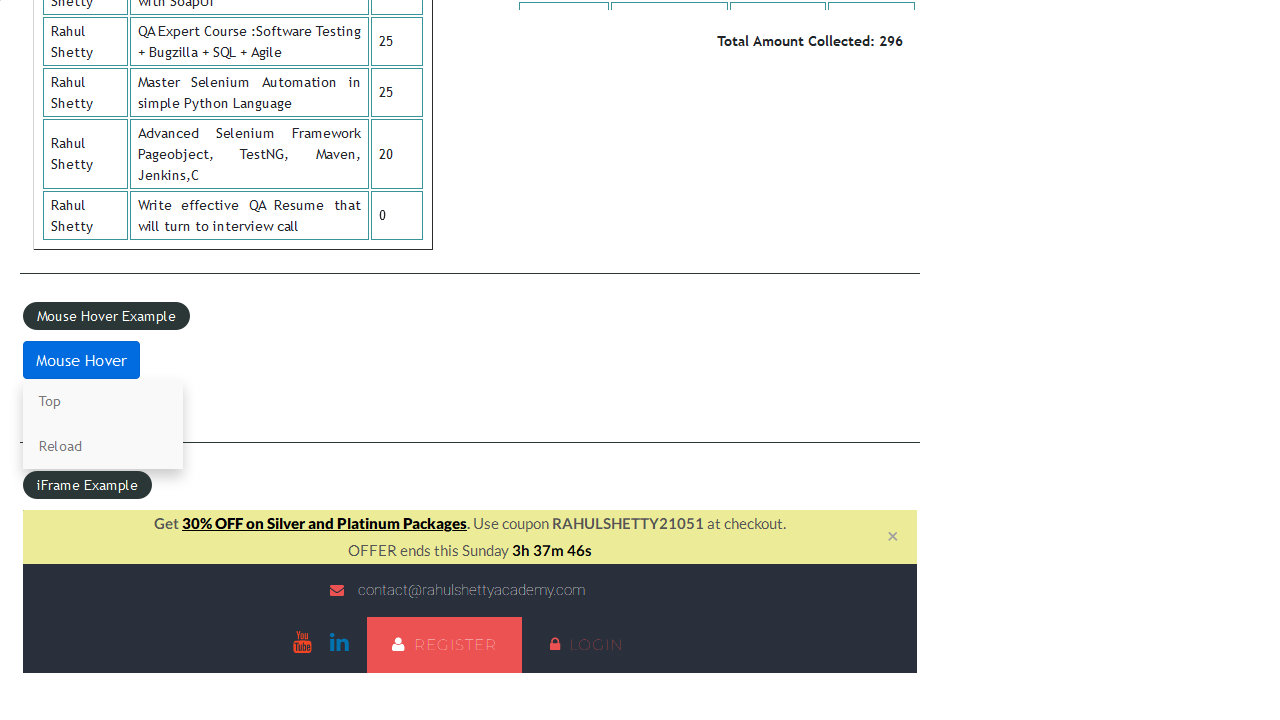 Shetty
with SoapUI
Total Amount Collected: 296
Rahul Shetty
QA Expert Course :Software Testing
+ Bugzilla + SQL + Agile
25
Rahul Shetty
Master Selenium Automation in
simple Python Language
25
Rahul Shetty
Advanced Selenium Framework
Pageobject, TestNG, Maven,
Jenkins,C
20
Rahul Shetty
Write effective QA Resume that
will turn to interview call
0
Mouse Hover Example
Mouse Hover
Top
Reload
iFrame Example
Get 30% OFF on Silver and Platinum Packages. Use coupon RAHULSHETTY21051 at checkout.
OFFER ends this Sunday 3h 37m 46s
×
contact@rahulshettyacademy.com
You Tube in REGISTER LOGIN